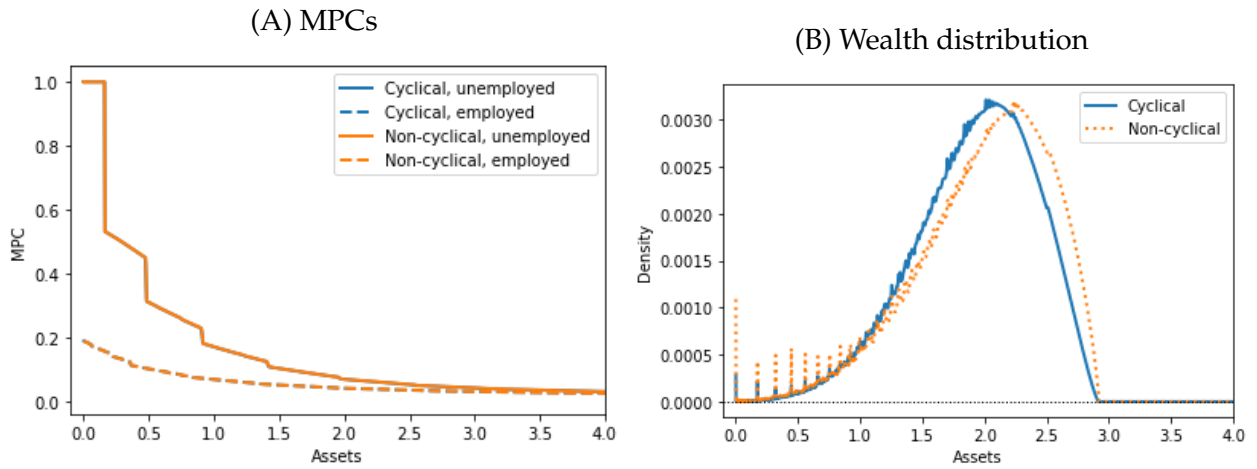 (A) MPCs
Cyclical, unemployed
Cyclical, employed
Non-cyclical, unemployed
Non-cyclical, employed
1.0
0.8
0.6
0.4
0.2
0.0
MPC
0.0 0.5 1.0 1.5 2.0 2.5 3.0 3.5 4.0
Assets
(B) Wealth distribution
Cyclical
Non-cyclical
0.0030
0.0025
0.0020
0.0015
0.0010
0.0005
0.0000
Density
0.0 0.5 1.0 1.5 2.0 2.5 3.0 3.5 4.0
Assets